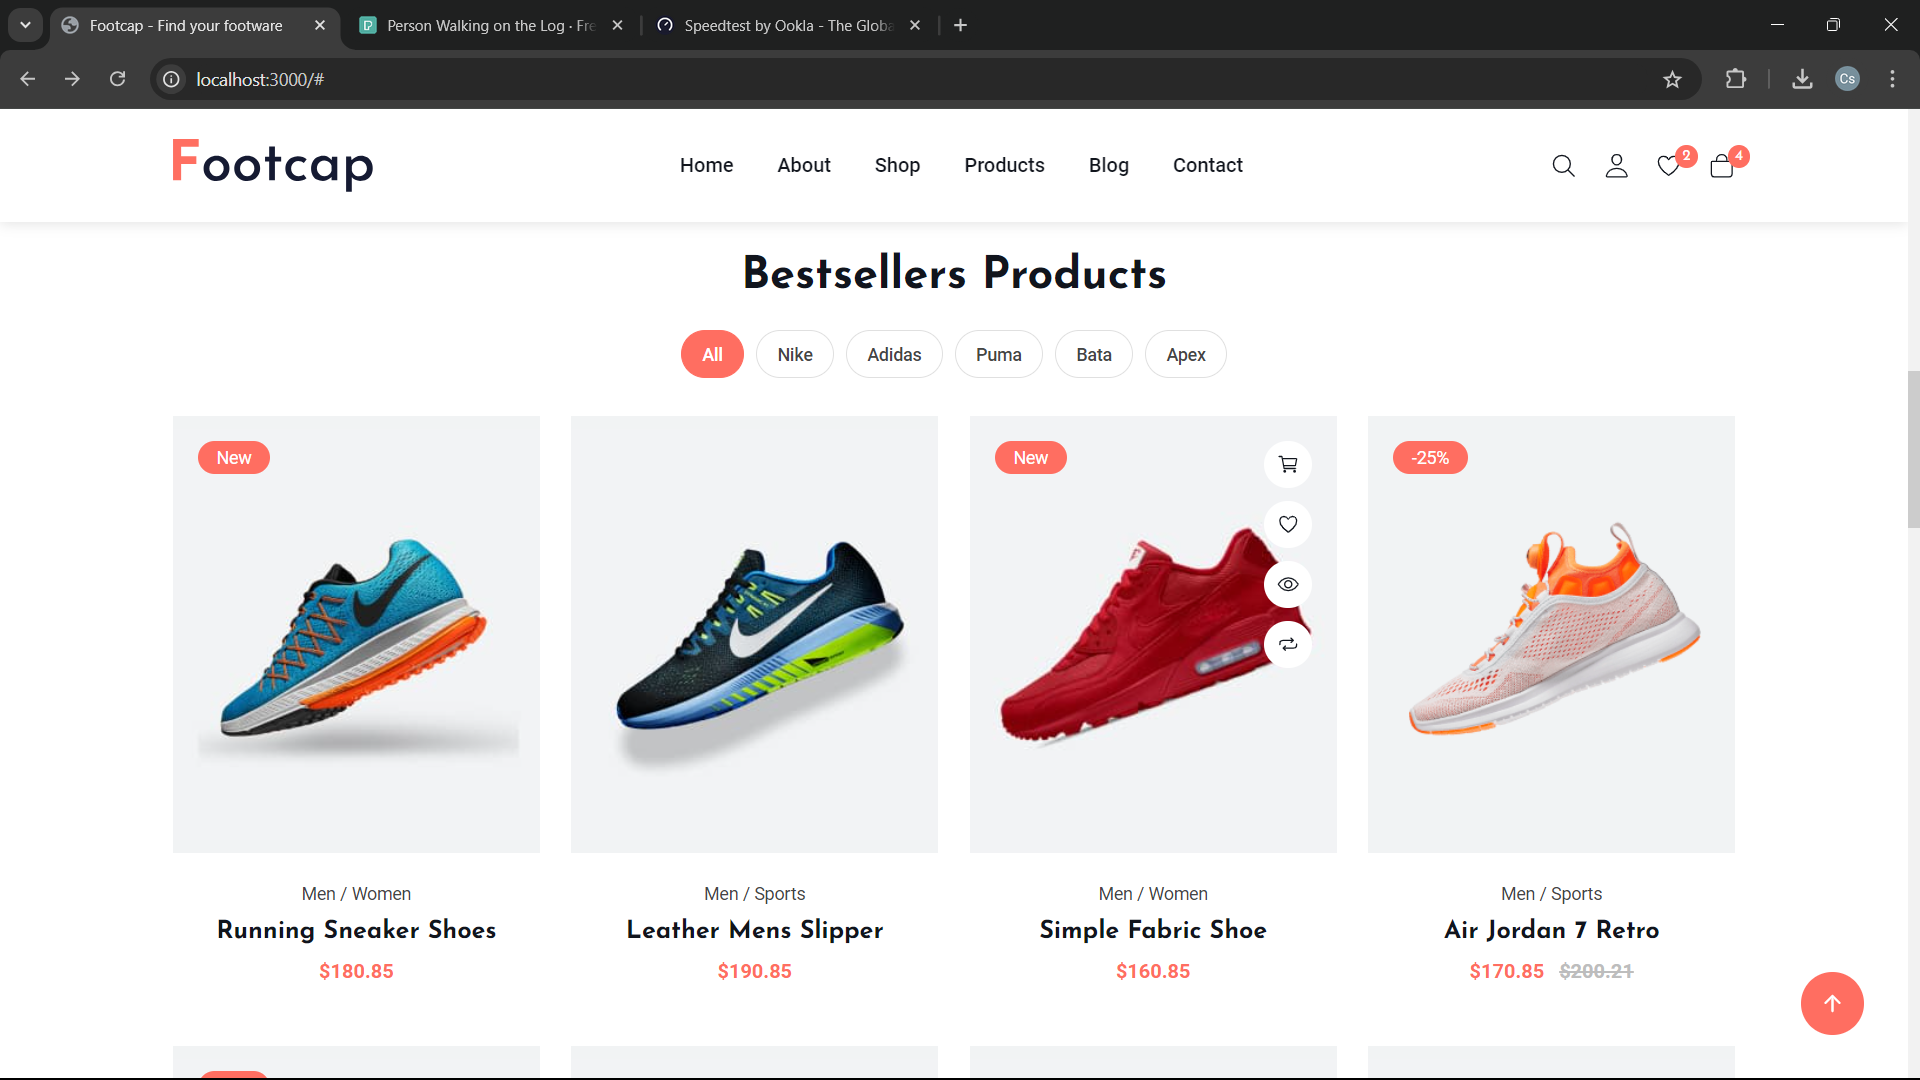 Footcap - Find your footware
Person Walking on the Log · Fre
Speedtest by Ookla - The Globa
localhost:3000/#
Cs
Footcap
Home About Shop Products Blog Contact
2
4
Bestsellers Products
All Nike Adidas Puma Bata Apex
New
New
-25%
Men / Women
Running Sneaker Shoes
$180.85
Men / Sports
Leather Mens Slipper
$190.85
Men / Women
Simple Fabric Shoe
$160.85
Men / Sports
Air Jordan 7 Retro
$170.85 $200.21